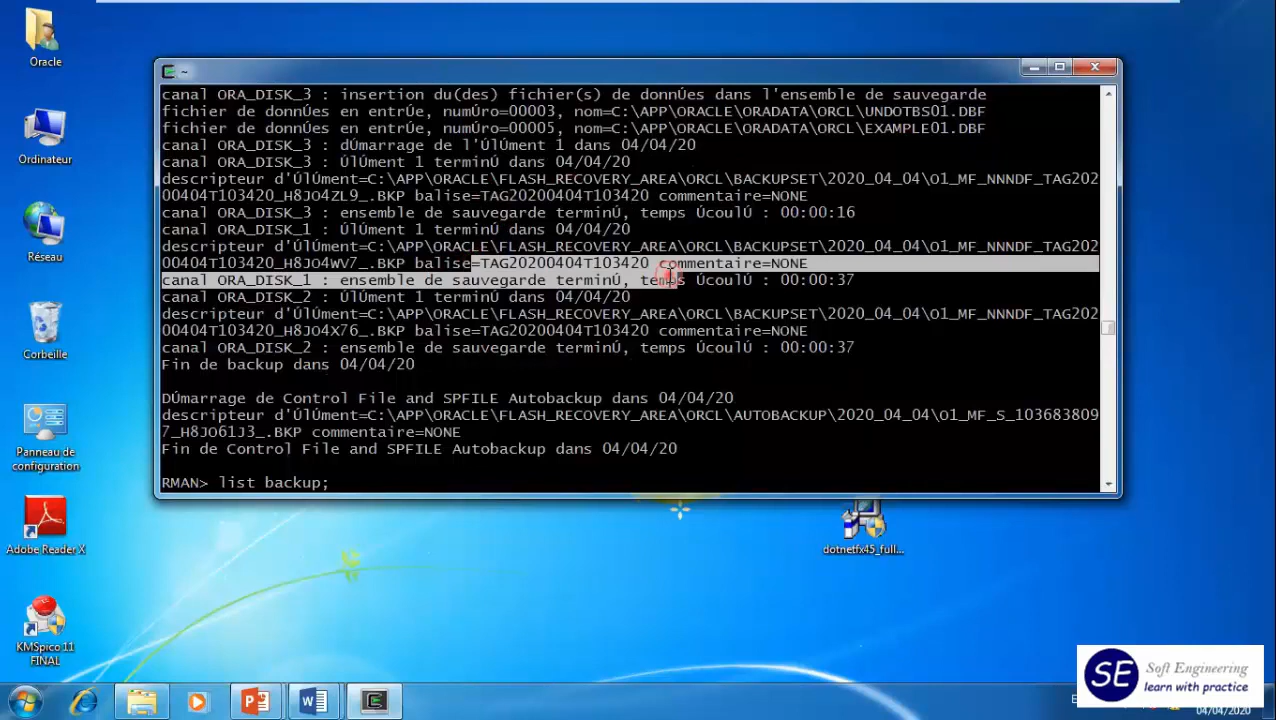 Oracle
Ordinateur
Réseau
Corbeille
Panneau de
configuration
Adobe Reader X
KMSpico 11
FINAL
~
canal ORA_DISK_3 : insertion du(des) fichier(s) de donnÚes dans l'ensemble de sauvegarde
fichier de donnÚes en entrÚe, numÚro=00003, nom=C:\APP\ORACLE\ORADATA\ORCL\UNDOTBS01.DBF
fichier de donnÚes en entrÚe, numÚro=00005, nom=C:\APP\ORACLE\ORADATA\ORCL\EXAMPLE01.DBF
canal ORA_DISK_3 : dÚmarrage de l'ÚlÚment 1 dans 04/04/20
canal ORA_DISK_3 : ÚlÚment 1 terminÚ dans 04/04/20
descripteur d'ÚlÚment=C:\APP\ORACLE\FLASH_RECOVERY_AREA\ORCL\BACKUPSET\2020_04_04\O1_MF_NNNDF_TAG202
00404T103420_H8JO4ZL9_.BKP balise=TAG20200404T103420 commentaire=NONE
canal ORA_DISK_3 : ensemble de sauvegarde terminÚ, temps ÚcoulÚ : 00:00:16
canal ORA_DISK_1 : ÚlÚment 1 terminÚ dans 04/04/20
descripteur d'ÚlÚment=C:\APP\ORACLE\FLASH_RECOVERY_AREA\ORCL\BACKUPSET\2020_04_04\O1_MF_NNNDF_TAG202
00404T103420_H8JO4WV7_.BKP balise=TAG20200404T103420 commentaire=NONE
canal ORA_DISK_1 : ensemble de sauvegarde terminÚ, temps ÚcoulÚ : 00:00:37
canal ORA_DISK_2 : ÚlÚment 1 terminÚ dans 04/04/20
descripteur d'ÚlÚment=C:\APP\ORACLE\FLASH_RECOVERY_AREA\ORCL\BACKUPSET\2020_04_04\O1_MF_NNNDF_TAG202
00404T103420_H8JO4X76_.BKP balise=TAG20200404T103420 commentaire=NONE
canal ORA_DISK_2 : ensemble de sauvegarde terminÚ, temps ÚcoulÚ : 00:00:37
Fin de backup dans 04/04/20
DÚmarrage de Control File and SPFILE Autobackup dans 04/04/20
descripteur d'ÚlÚment=C:\APP\ORACLE\FLASH_RECOVERY_AREA\ORCL\AUTOBACKUP\2020_04_04\O1_MF_S_103683809
7_H8JO61J3_.BKP commentaire=NONE
Fin de Control File and SPFILE Autobackup dans 04/04/20
RMAN> list backup;
dotnetfx45_full...
SE
Soft Engineering
learn with practice
04/04/2020